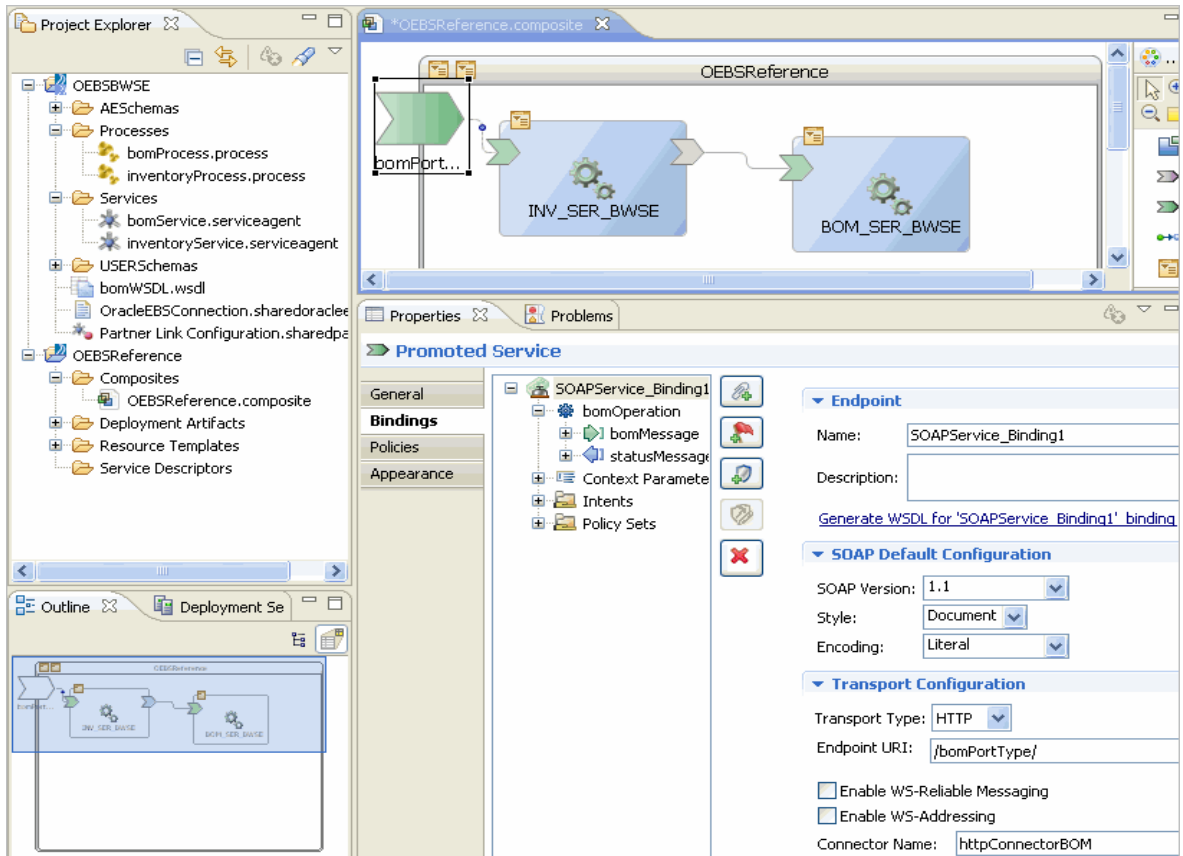 Project Explorer
OEBSBWSE
AESchemas
Processes
bomProcess.process
inventoryProcess.process
Services
bomService.serviceagent
inventoryService.serviceagent
USERSchemas
bomWSDL.wsdl
OracleEBSConnection.sharedoraclee
Partner Link Configuration.sharedpa
OEBSReference
Composites
OEBSReference.composite
Deployment Artifacts
Resource Templates
Service Descriptors
Outline
Deployment Se
OEBSReference
bomPort...
INV_SER_BWSE
BOM_SER_BWSE
*OEBSReference.composite
..
OEBSReference
bomPort...
INV_SER_BWSE
BOM_SER_BWSE
Properties
Problems
Promoted Service
General
Bindings
Policies
Appearance
SOAPService_Binding1
bomOperation
bomMessage
statusMessage
Context Paramete
Intents
Policy Sets
Endpoint
Name: SOAPService_Binding1
Description:
Generate WSDL for 'SOAPService_Binding1' binding
SOAP Default Configuration
SOAP Version: 1.1
Style: Document
Encoding: Literal
Transport Configuration
Transport Type: HTTP
Endpoint URI: /bomPortType/
Enable WS-Reliable Messaging
Enable WS-Addressing
Connector Name: httpConnectorBOM